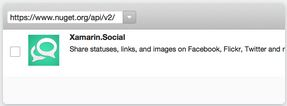 https://www.nuget.org/api/v2/
Xamarin.Social
Share statuses, links, and images on Facebook, Flickr, Twitter and